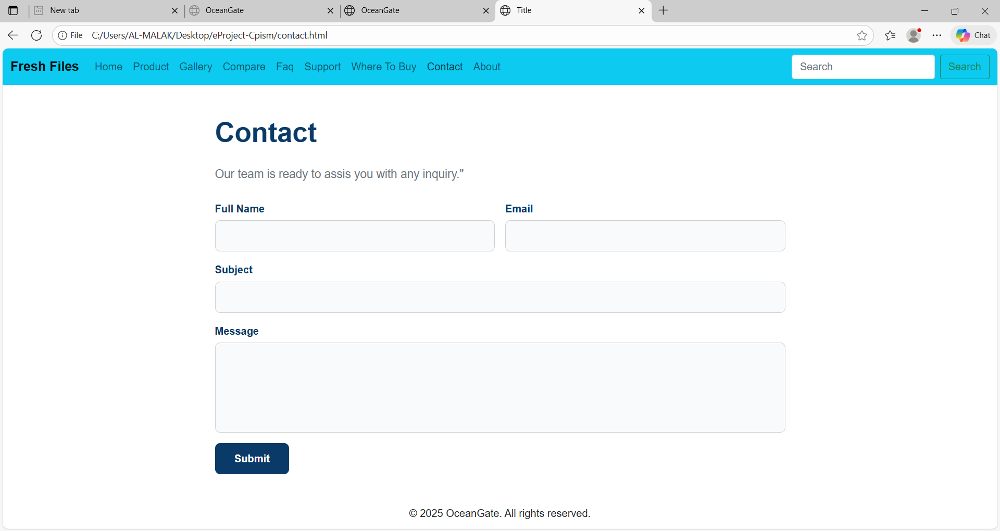 New tab
OceanGate
OceanGate
Title
File C:/Users/AL-MALAK/Desktop/eProject-Cpism/contact.html
Chat
Fresh Files Home Product Gallery Compare Faq Support Where To Buy Contact About Search Search
Contact
Our team is ready to assis you with any inquiry."
Full Name Email
Subject
Message
Submit
© 2025 OceanGate. All rights reserved.